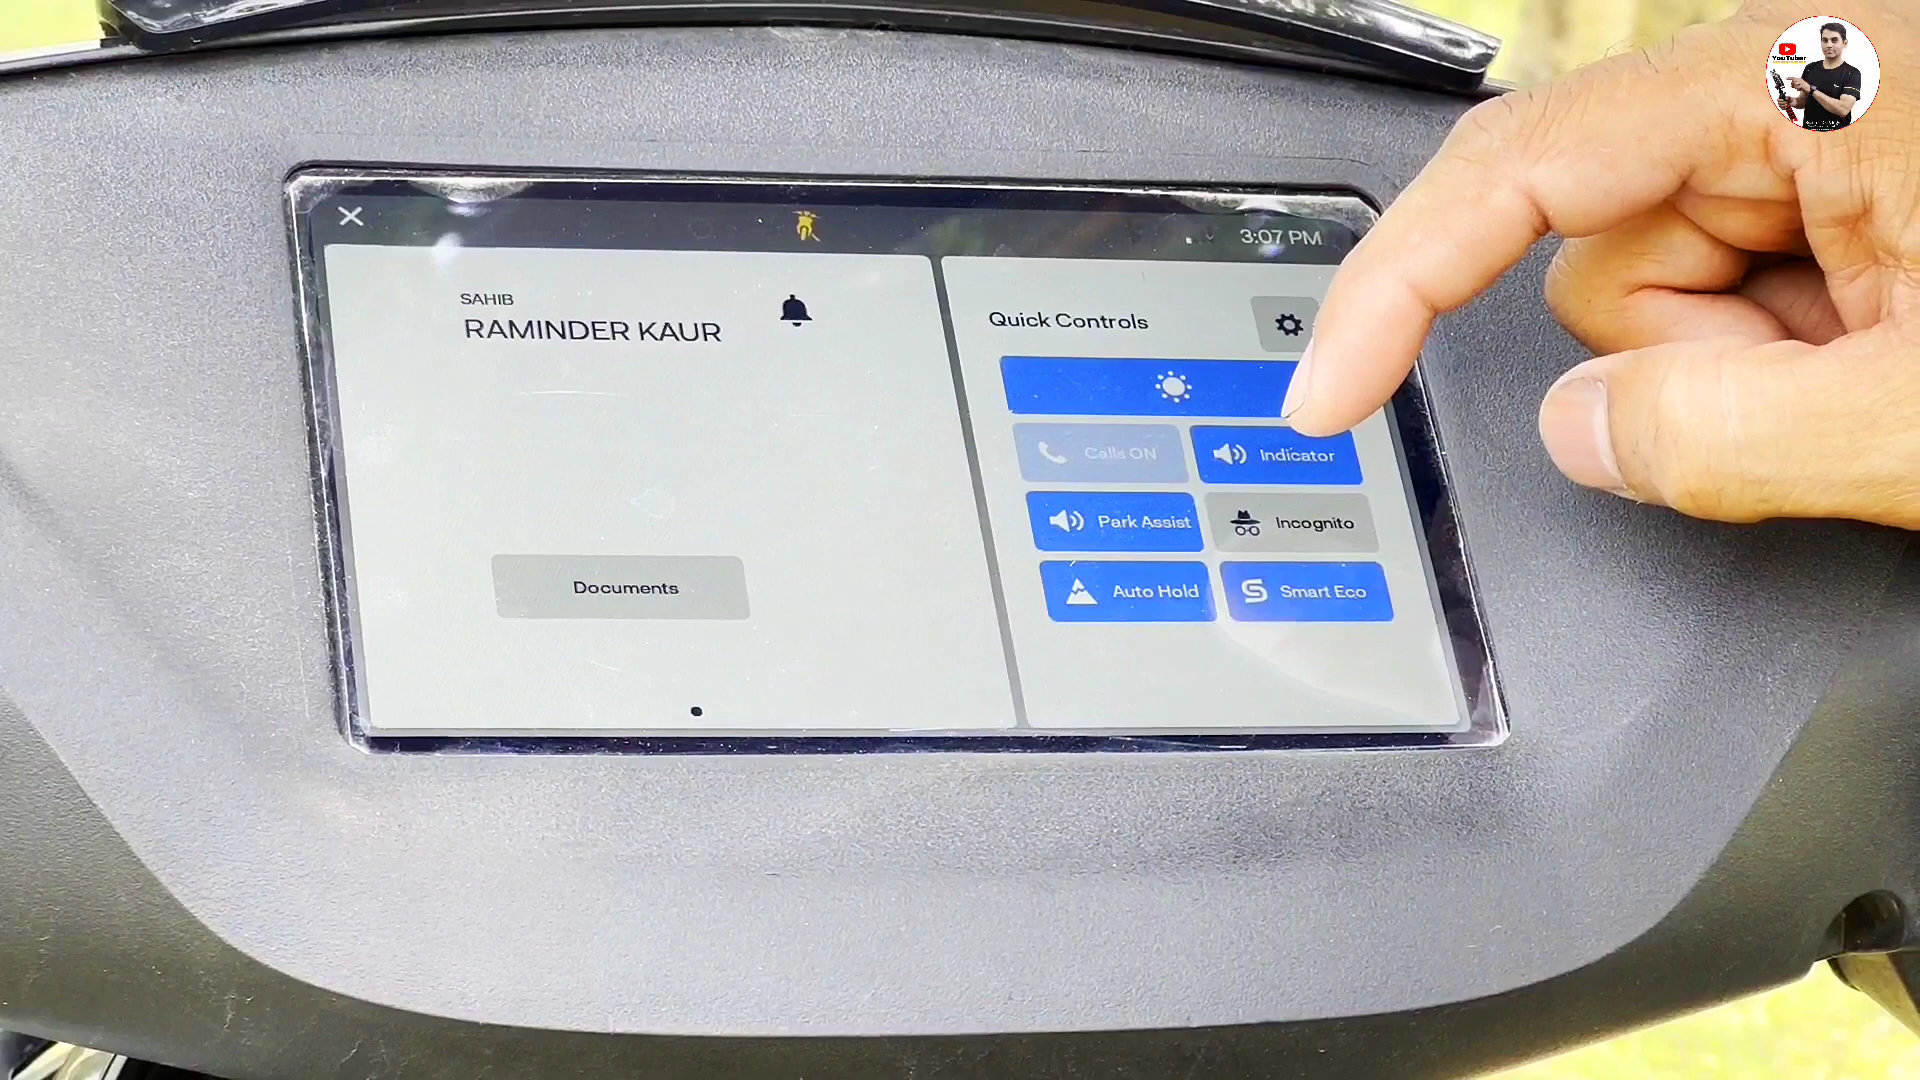 3:07 PM
SAHIB
RAMINDER KAUR
Documents
Quick Controls
Calls ON
Indicator
Park Assist
Incognito
Auto Hold
Smart Eco
YouTuber